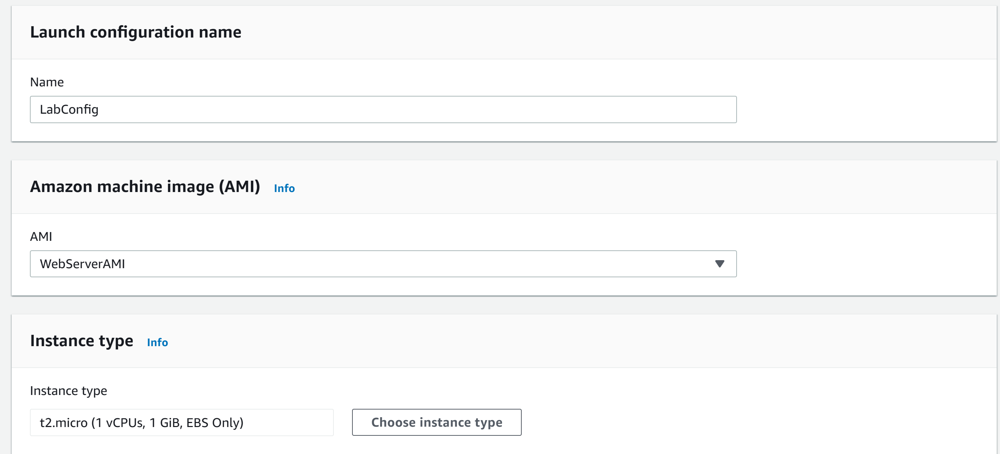 Launch configuration name
Name
LabConfig
Amazon machine image (AMI) Info
AMI
WebServerAMI
Instance type Info
Instance type
t2.micro (1 vCPUs, 1 GiB, EBS Only) Choose instance type